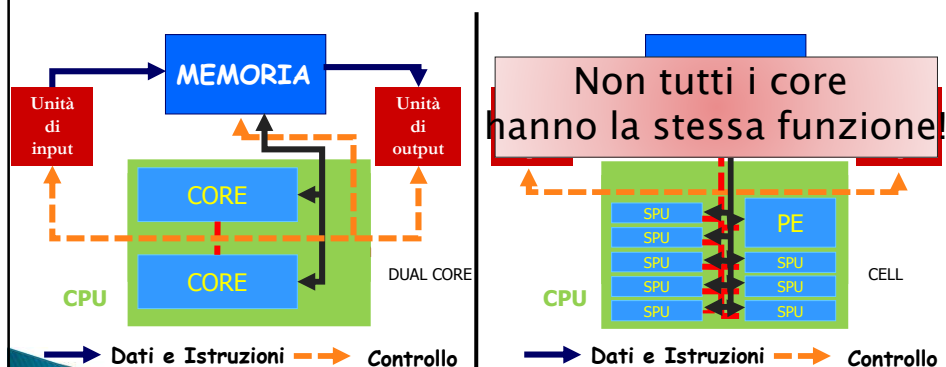 MEMORIA
Unità
di
input
Unità
di
output
CORE
CORE
DUAL CORE
CPU
Dati e Istruzioni
Controllo
Non tutti i core
hanno la stessa funzione!
SPU
SPU
SPU
SPU
SPU
PE
SPU
SPU
SPU
CELL
CPU
Dati e Istruzioni
Controllo